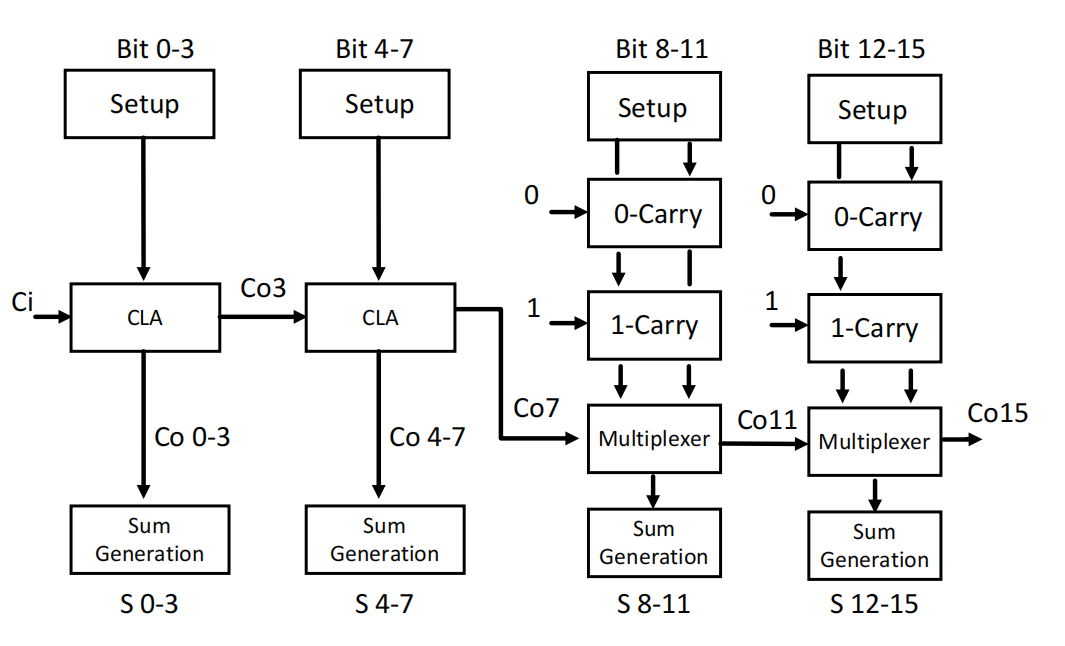 Bit 0-3
Bit 4-7
Bit 8-11
Bit 12-15
Setup
Setup
Setup
Setup
0
0-Carry
0
0-Carry
Ci
CLA
Co3
CLA
1
1-Carry
1
1-Carry
Co 0-3
Co 4-7
Co7
Multiplexer
Co11
Multiplexer
Co15
Sum
Generation
Sum
Generation
Sum
Generation
Sum
Generation
S 0-3
S 4-7
S 8-11
S 12-15